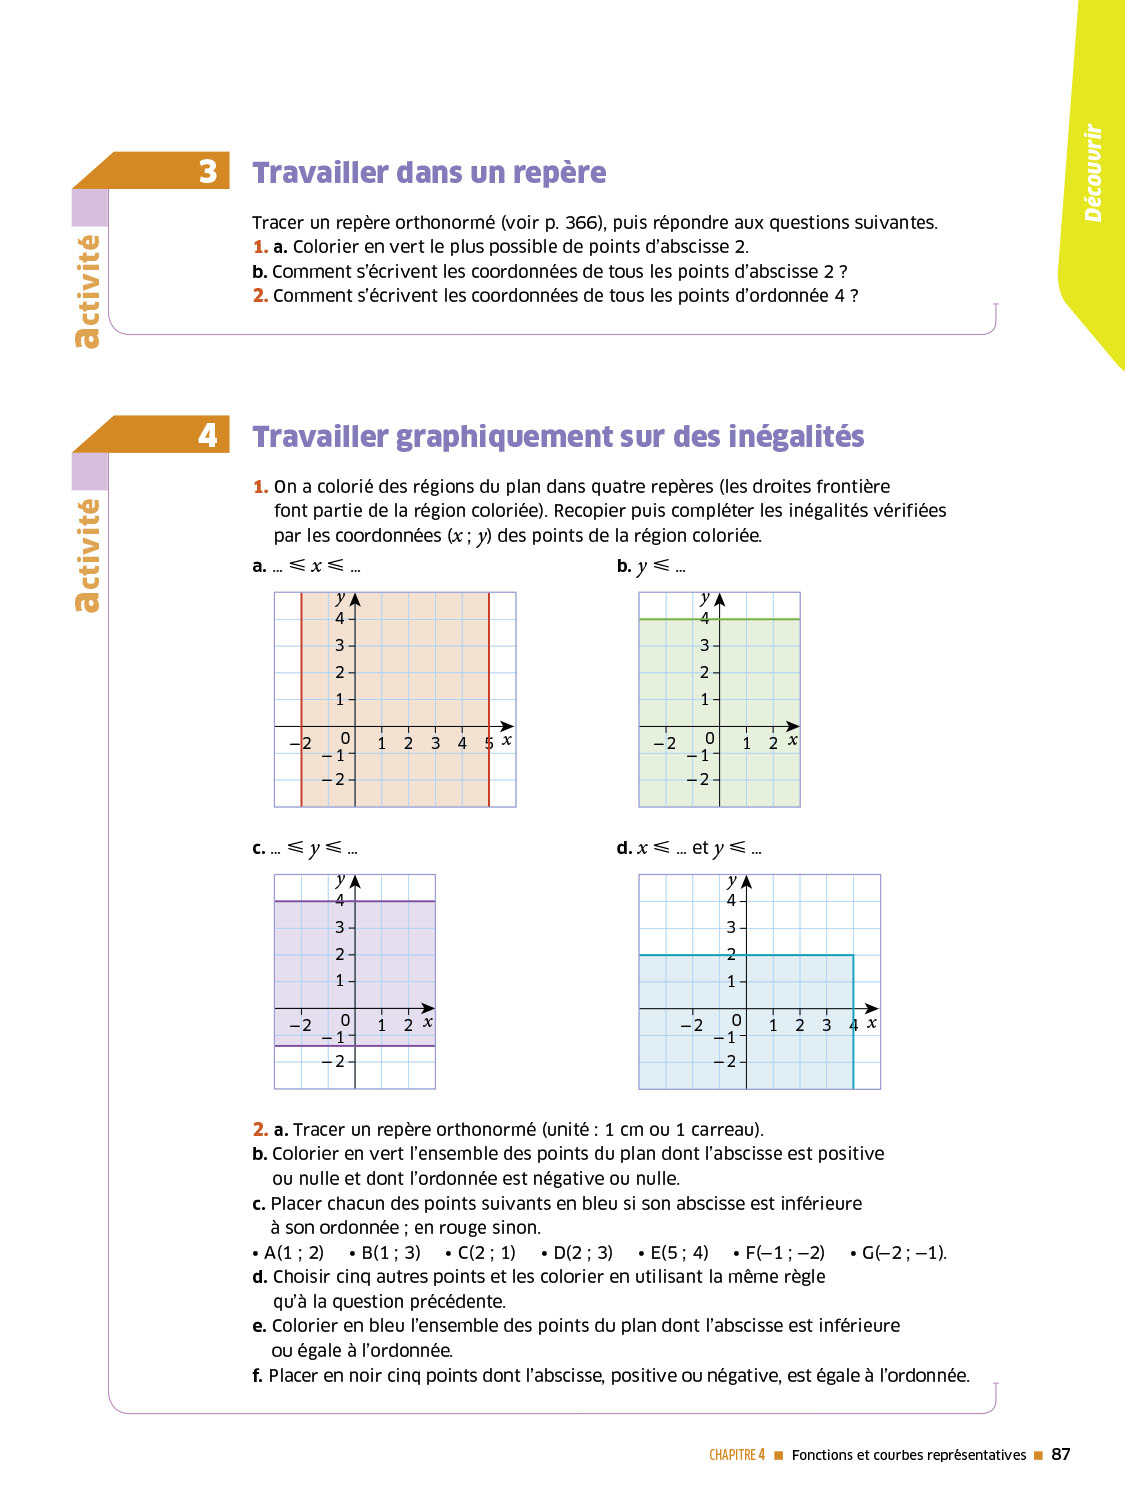 Découvrir
activité
3 Travailler dans un repère
Tracer un repère orthonormé (voir p. 366), puis répondre aux questions suivantes.
1. a. Colorier en vert le plus possible de points d’abscisse 2.
b. Comment s’écrivent les coordonnées de tous les points d’abscisse 2 ?
2. Comment s’écrivent les coordonnées de tous les points d’ordonnée 4 ?
activité
4 Travailler graphiquement sur des inégalités
1. On a colorié des régions du plan dans quatre repères (les droites frontière
font partie de la région coloriée). Recopier puis compléter les inégalités vérifiées
par les coordonnées (x ; y) des points de la région coloriée.
a. ... ⩽ x ⩽ ...
y
4
3
2
1
−2 0 1 2 3 4 5 x
−1
−2
b. y ⩽ ...
y
4
3
2
1
−2 0 1 2 x
−1
−2
c. ... ⩽ y ⩽ ...
y
4
3
2
1
−2 0 1 2 x
−1
−2
d. x ⩽ ... et y ⩽ ...
y
4
3
2
1
−2 0 1 2 3 4 x
−1
−2
2. a. Tracer un repère orthonormé (unité : 1 cm ou 1 carreau).
b. Colorier en vert l’ensemble des points du plan dont l’abscisse est positive
ou nulle et dont l’ordonnée est négative ou nulle.
c. Placer chacun des points suivants en bleu si son abscisse est inférieure
à son ordonnée ; en rouge sinon.
• A(1 ; 2) • B(1 ; 3) • C(2 ; 1) • D(2 ; 3) • E(5 ; 4) • F(−1 ; −2) • G(−2 ; −1).
d. Choisir cinq autres points et les colorier en utilisant la même règle
qu’à la question précédente.
e. Colorier en bleu l’ensemble des points du plan dont l’abscisse est inférieure
ou égale à l’ordonnée.
f. Placer en noir cinq points dont l’abscisse, positive ou négative, est égale à l’ordonnée.
CHAPITRE 4 ■ Fonctions et courbes représentatives ■ 87